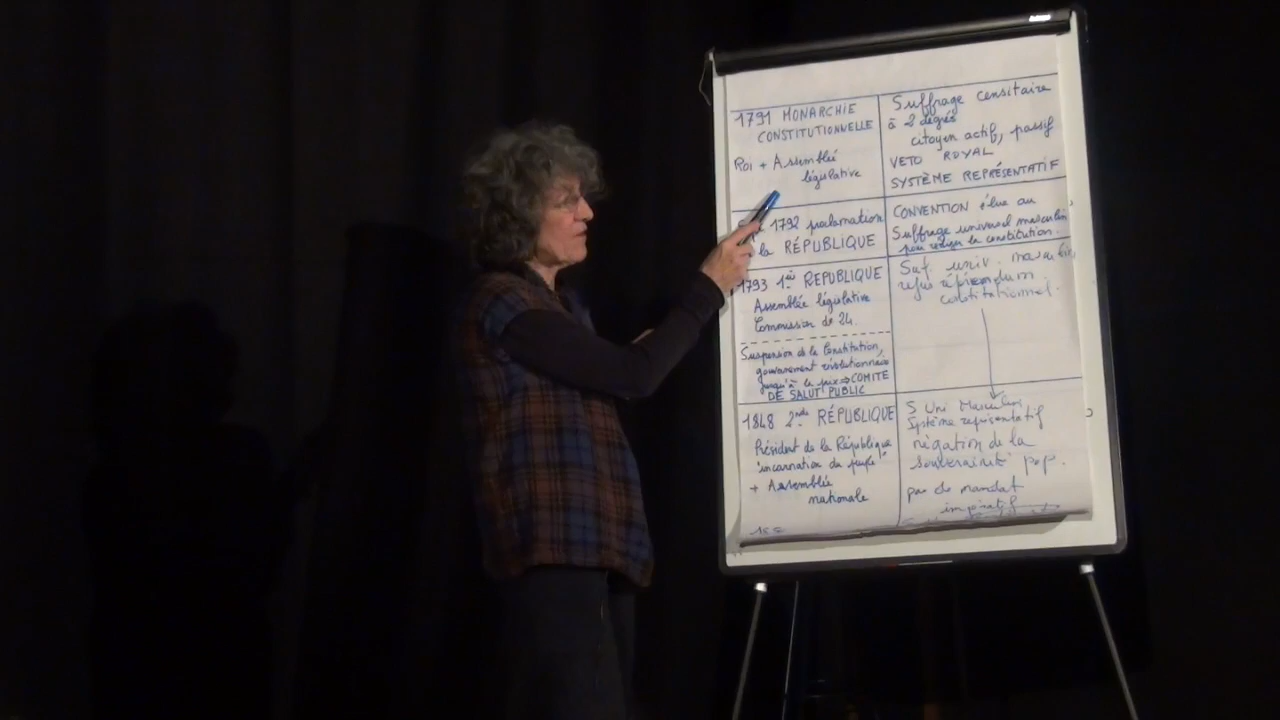 1791 MONARCHIE
CONSTITUTIONNELLE
Roi + Assemblée
législative
Suffrage censitaire
à 2 degrés
citoyen actif, passif
VETO ROYAL
SYSTÈME REPRÉSENTATIF
1792 proclamation
la RÉPUBLIQUE
CONVENTION élue au
Suffrage universel masculin
pour rédiger la constitution.
1793 1ère REPUBLIQUE
Assemblée législative
Commission de 24.
Suspension de la Constitution,
gouvernement révolutionnaire
jusqu'à la paix ⇒ COMITÉ
DE SALUT PUBLIC
Suf. univ. masculin,
refus référendum
constitutionnel.
1848 2nde RÉPUBLIQUE
Président de la République
"incarnation du peuple"
+ Assemblée
nationale
S Uni Masculin
Système représentatif
négation de la
souveraineté pop.
pas de mandat
impératif